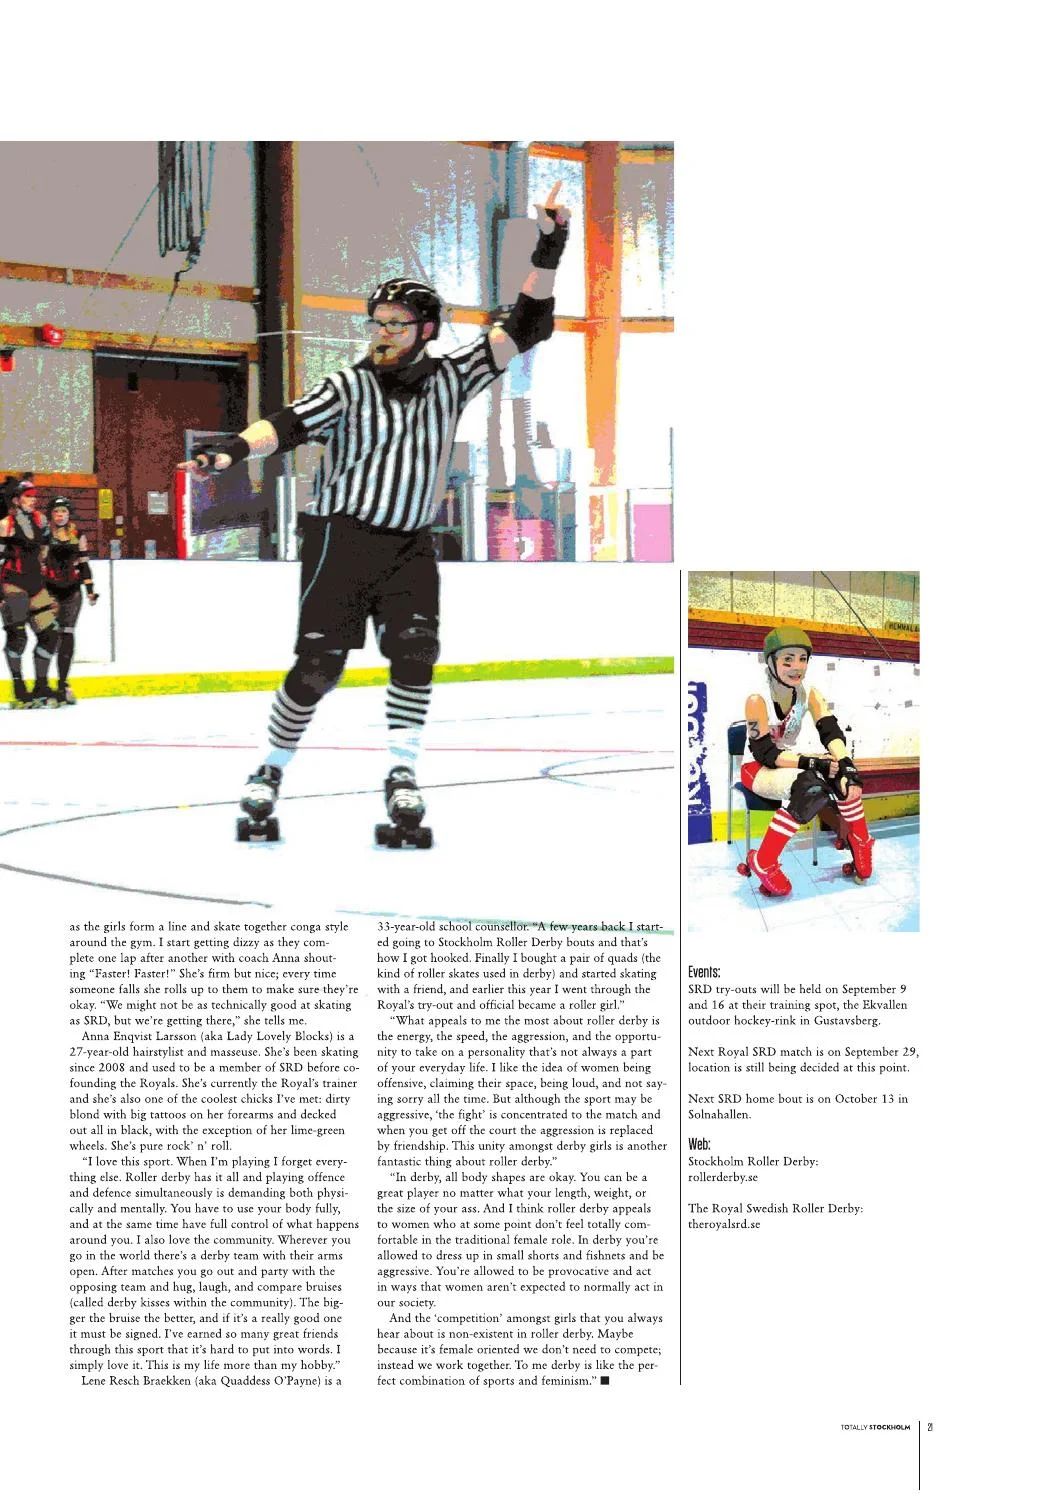 HEMMALA
3
as the girls form a line and skate together conga style
around the gym. I start getting dizzy as they com-
plete one lap after another with coach Anna shout-
ing “Faster! Faster!” She’s firm but nice; every time
someone falls she rolls up to them to make sure they’re
okay. “We might not be as technically good at skating
as SRD, but we’re getting there,” she tells me.
Anna Enqvist Larsson (aka Lady Lovely Blocks) is a
27-year-old hairstylist and masseuse. She’s been skating
since 2008 and used to be a member of SRD before co-
founding the Royals. She’s currently the Royal’s trainer
and she’s also one of the coolest chicks I’ve met: dirty
blond with big tattoos on her forearms and decked
out all in black, with the exception of her lime-green
wheels. She’s pure rock’ n’ roll.
“I love this sport. When I’m playing I forget every-
thing else. Roller derby has it all and playing offence
and defence simultaneously is demanding both physi-
cally and mentally. You have to use your body fully,
and at the same time have full control of what happens
around you. I also love the community. Wherever you
go in the world there’s a derby team with their arms
open. After matches you go out and party with the
opposing team and hug, laugh, and compare bruises
(called derby kisses within the community). The big-
ger the bruise the better, and if it’s a really good one
it must be signed. I’ve earned so many great friends
through this sport that it’s hard to put into words. I
simply love it. This is my life more than my hobby.”
Lene Resch Braekken (aka Quaddess O’Payne) is a
33-year-old school counsellor. “A few years back I start-
ed going to Stockholm Roller Derby bouts and that’s
how I got hooked. Finally I bought a pair of quads (the
kind of roller skates used in derby) and started skating
with a friend, and earlier this year I went through the
Royal’s try-out and official became a roller girl.”
“What appeals to me the most about roller derby is
the energy, the speed, the aggression, and the opportu-
nity to take on a personality that’s not always a part
of your everyday life. I like the idea of women being
offensive, claiming their space, being loud, and not say-
ing sorry all the time. But although the sport may be
aggressive, ‘the fight’ is concentrated to the match and
when you get off the court the aggression is replaced
by friendship. This unity amongst derby girls is another
fantastic thing about roller derby.”
“In derby, all body shapes are okay. You can be a
great player no matter what your length, weight, or
the size of your ass. And I think roller derby appeals
to women who at some point don’t feel totally com-
fortable in the traditional female role. In derby you’re
allowed to dress up in small shorts and fishnets and be
aggressive. You’re allowed to be provocative and act
in ways that women aren’t expected to normally act in
our society.
And the ‘competition’ amongst girls that you always
hear about is non-existent in roller derby. Maybe
because it’s female oriented we don’t need to compete;
instead we work together. To me derby is like the per-
fect combination of sports and feminism.” ■
Events:
SRD try-outs will be held on September 9
and 16 at their training spot, the Ekvallen
outdoor hockey-rink in Gustavsberg.
Next Royal SRD match is on September 29,
location is still being decided at this point.
Next SRD home bout is on October 13 in
Solnahallen.
Web:
Stockholm Roller Derby:
rollerderby.se
The Royal Swedish Roller Derby:
theroyalsrd.se
TOTALLY STOCKHOLM 21